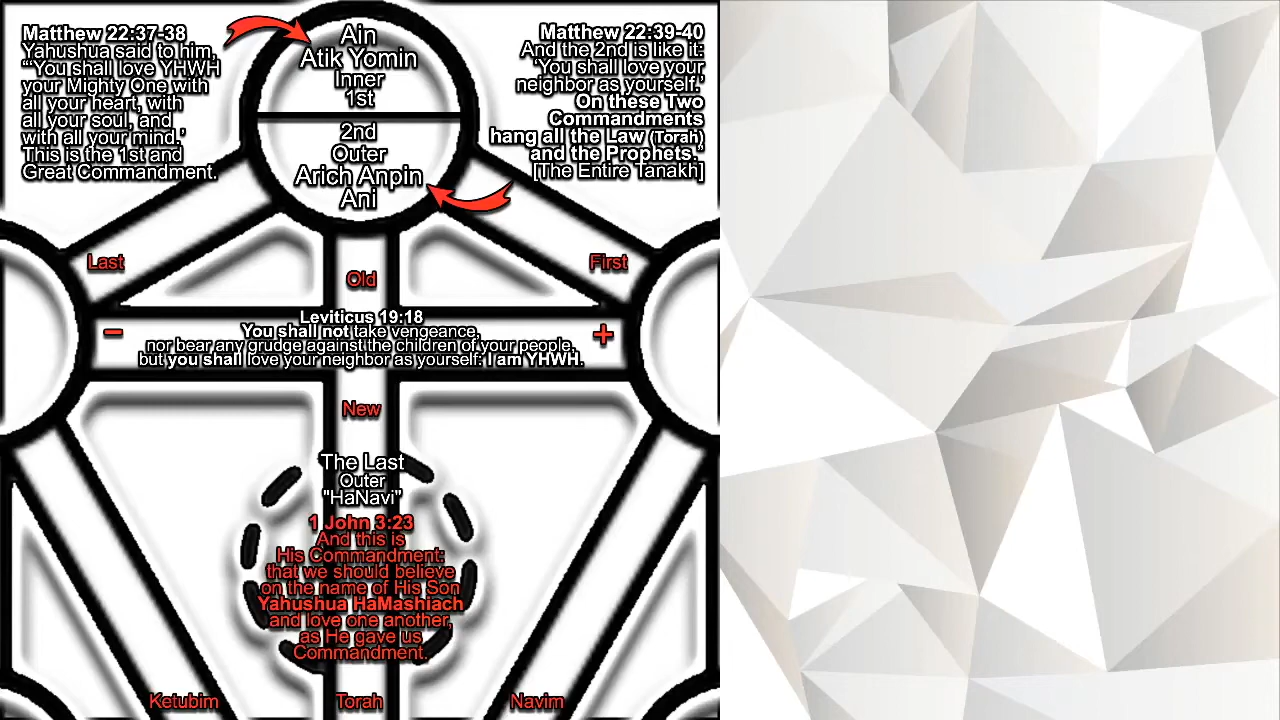 Matthew 22:37-38
Yahushua said to him,
"'You shall love YHWH
your Mighty One with
all your heart, with
all your soul, and
with all your mind.'
This is the 1st and
Great Commandment.
Ain
Atik Yomin
Inner
1st
2nd
Outer
Arich Anpin
Ani
Matthew 22:39-40
And the 2nd is like it:
'You shall love your
neighbor as yourself.'
On these Two
Commandments
hang all the Law (Torah)
and the Prophets."
[The Entire Tanakh]
Last
First
Old
Leviticus 19:18
You shall not take vengeance,
nor bear any grudge against the children of your people,
but you shall love your neighbor as yourself: I am YHWH.
−
+
New
The Last
Outer
"HaNavi"
1 John 3:23
And this is
His Commandment:
that we should believe
on the name of His Son
Yahushua HaMashiach
and love one another,
as He gave us
Commandment.
Ketubim
Torah
Navim